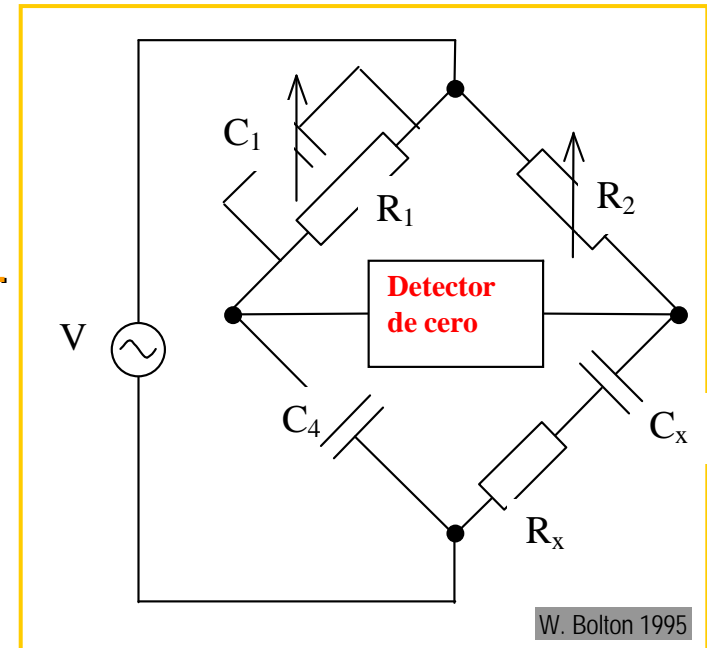 C₁
R₁
R₂
Detector
de cero
V
C₄
Cₓ
Rₓ
W. Bolton 1995